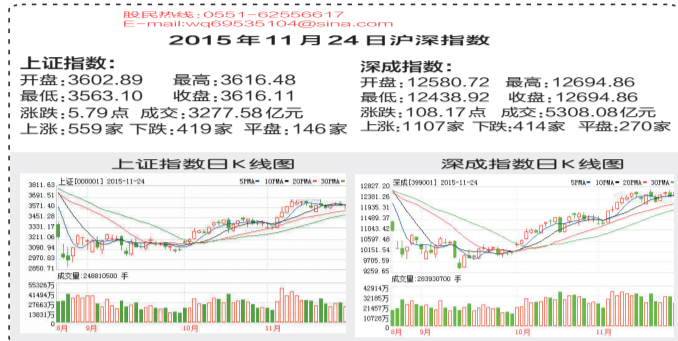 股民热线:0551-62556617
E-mail:wq69535104@sina.com
2015年11月24日沪深指数
上证指数:
开盘:3602.89 最高:3616.48
最低:3563.10 收盘:3616.11
涨跌:5.79点 成交:3277.58亿元
上涨:559家 下跌:419家 平盘:146家
深成指数:
开盘:12580.72 最高:12694.86
最低:12438.92 收盘:12694.86
涨跌:108.17点 成交:5308.08亿元
上涨:1107家 下跌:414家 平盘:270家
上证指数日K线图
上证[000001] 2015-11-24 5PMA 10PMA 20PMA 30PMA
3811.63
3691.51
3571.40
3451.28
3331.17
3211.06
3090.94
2970.83
2850.71
成交量:248810500 手
55326万
41494万
27663万
13831万
0
8月 9月 10月 11月
深成指数日K线图
深成[399001] 2015-11-24 5PMA 10PMA 20PMA 30PMA
12827.20
12381.26
11935.31
11489.37
11043.42
10597.48
10151.54
9705.59
9259.65
成交量:283930700 手
42914万
32185万
21457万
10728万
0
8月 9月 10月 11月